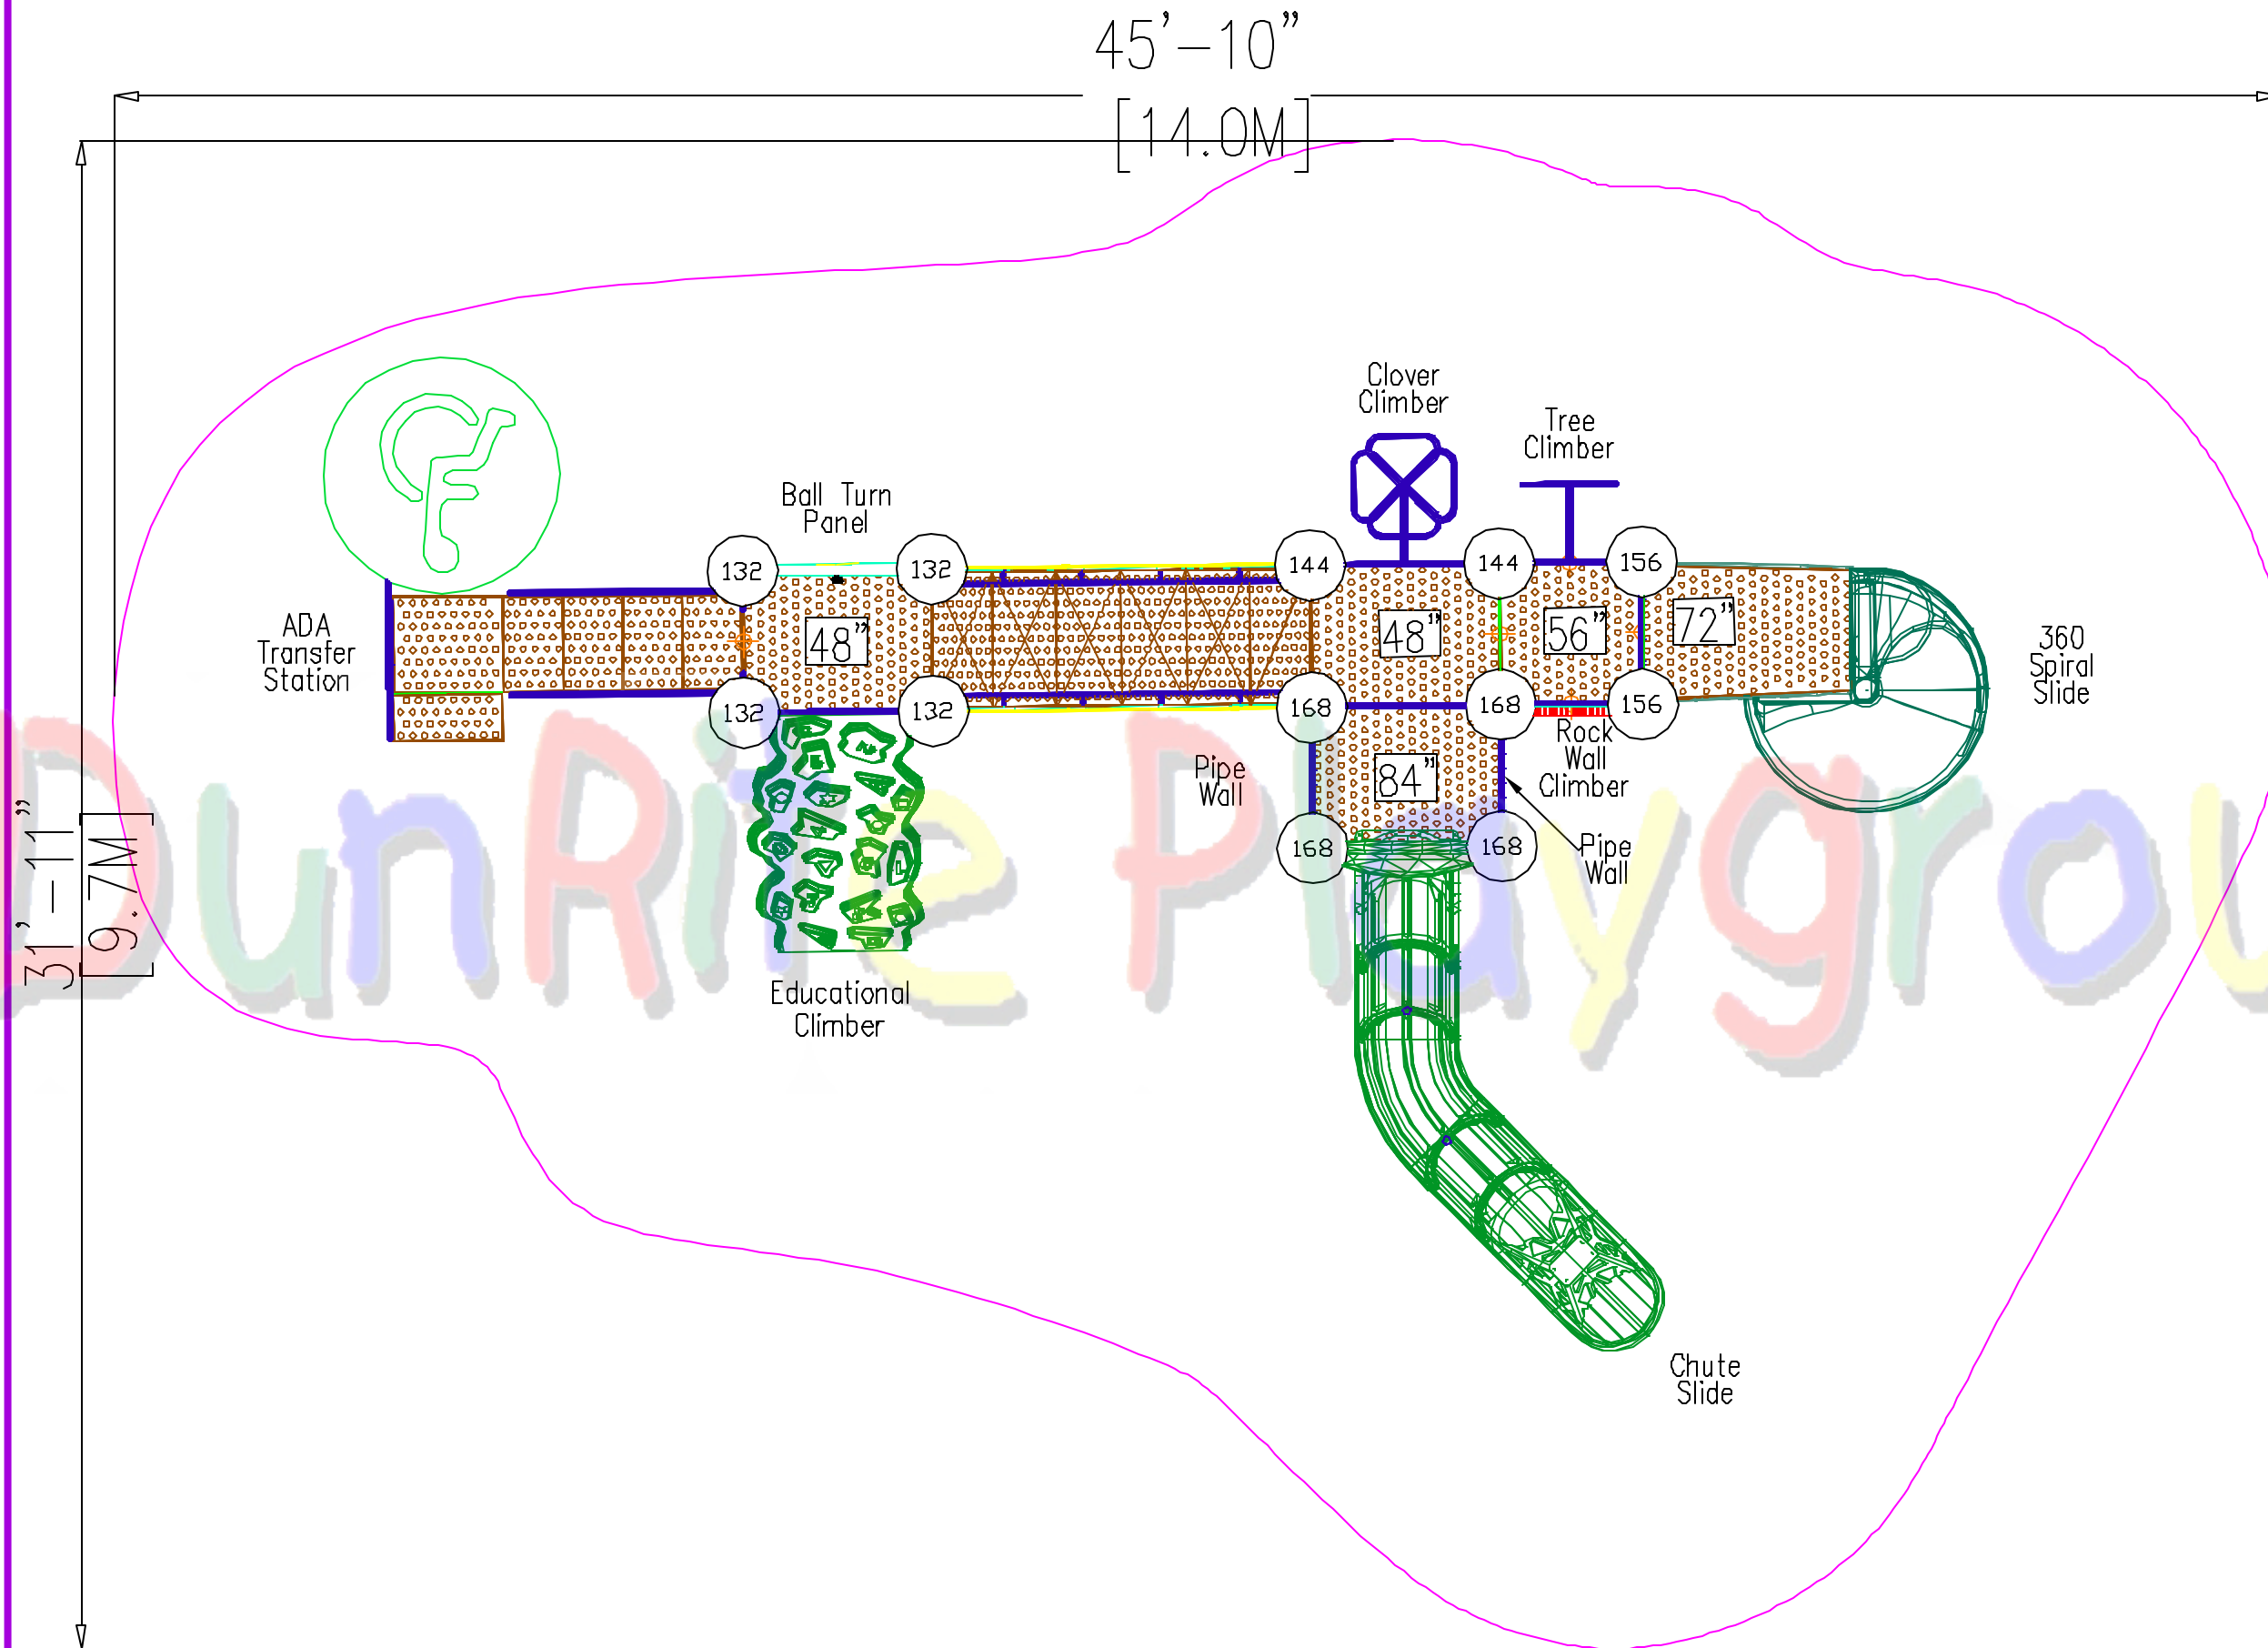 45'-10"
[14.0M]
Clover
Climber
Tree
Climber
Ball Turn
Panel
132
132
144
144
156
ADA
Transfer
Station
48"
48"
56"
72"
360
Spiral
Slide
132
132
168
168
156
Rock
Wall
Climber
Pipe
Wall
84"
168
168
Pipe
Wall
31'-11"
[9.7M]
DunRite Playgrou
Educational
Climber
Chute
Slide